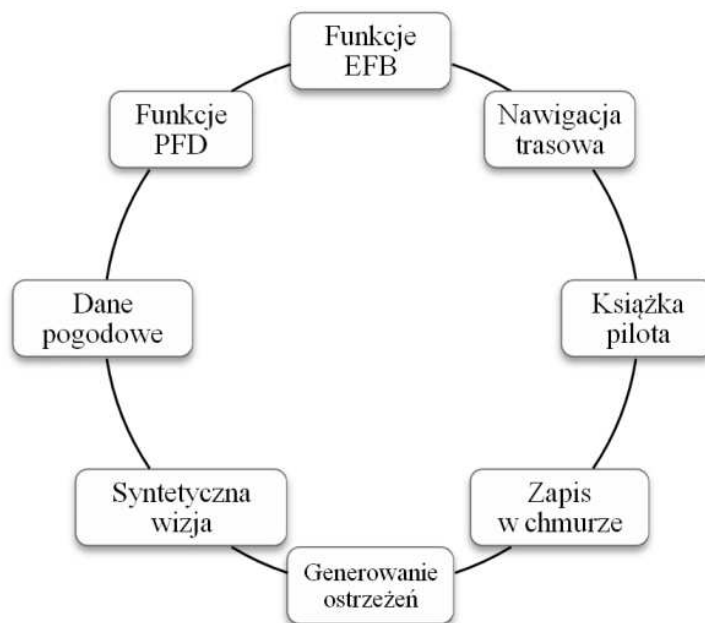 Funkcje
EFB
Nawigacja
trasowa
Książka
pilota
Zapis
w chmurze
Generowanie
ostrzeżeń
Syntetyczna
wizja
Dane
pogodowe
Funkcje
PFD